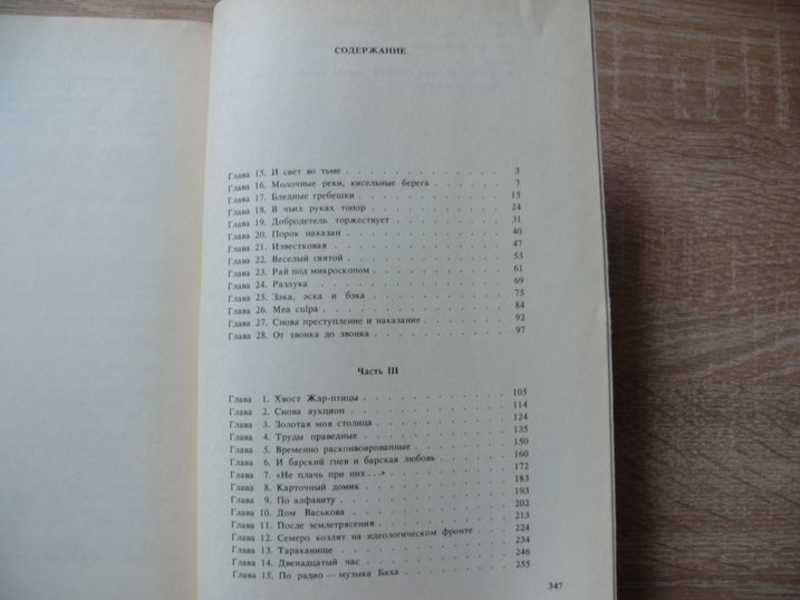 СОДЕРЖАНИЕ
Глава 15. И свет во тьме . . . . . . . . . . . 3
Глава 16. Молочные реки, кисельные берега . . . . . 7
Глава 17. Бледные гребешки . . . . . . . . . . 15
Глава 18. В чьих руках топор . . . . . . . . . 24
Глава 19. Добродетель торжествует . . . . . . . . 31
Глава 20. Порок наказан . . . . . . . . . . . 40
Глава 21. Известковая . . . . . . . . . . . . 47
Глава 22. Веселый святой . . . . . . . . . . . 53
Глава 23. Рай под микроскопом . . . . . . . . . 61
Глава 24. Разлука . . . . . . . . . . . . . 69
Глава 25. Зэка, эска и бэка . . . . . . . . . . 75
Глава 26. Mea culpa . . . . . . . . . . . . 84
Глава 27. Снова преступление и наказание . . . . . . 92
Глава 28. От звонка до звонка . . . . . . . . . 97
Часть III
Глава 1. Хвост Жар-птицы . . . . . . . . . . 105
Глава 2. Снова аукцион . . . . . . . . . . . 114
Глава 3. Золотая моя столица . . . . . . . . . 124
Глава 4. Труды праведные . . . . . . . . . . 135
Глава 5. Временно расконвоированные . . . . . . . 150
Глава 6. И барский гнев и барская любовь . . . . . 160
Глава 7. «Не плачь при них...» . . . . . . . . 172
Глава 8. Карточный домик . . . . . . . . . . 183
Глава 9. По алфавиту . . . . . . . . . . . . 193
Глава 10. Дом Васькова . . . . . . . . . . . 202
Глава 11. После землетрясения . . . . . . . . . 213
Глава 12. Семеро козлят на идеологическом фронте . . . 224
Глава 13. Тараканище . . . . . . . . . . . . 234
Глава 14. Двенадцатый час . . . . . . . . . . 246
Глава 15. По радио — музыка Баха . . . . . . . . 255
347